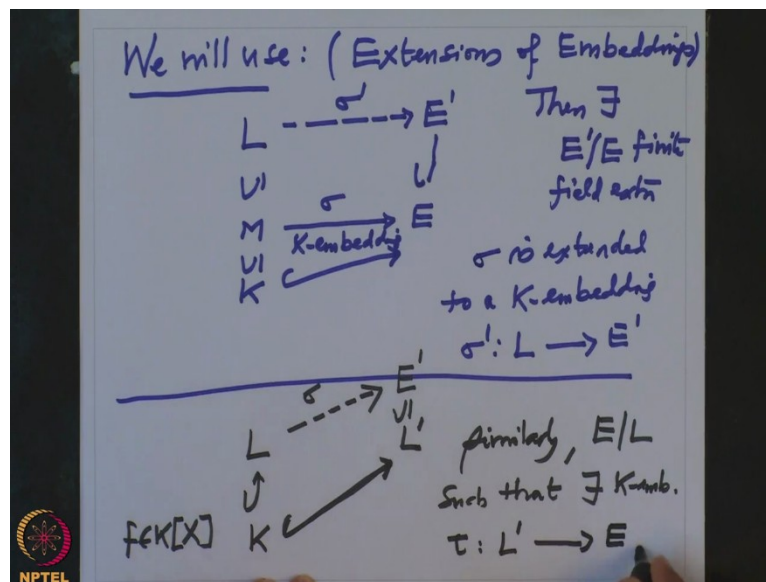 We will use: (Extensions of Embeddings)
L σ' E' Then ∃
∪I E'/E finite
σ E field extn
M K-embedding σ is extended
∪I to a K-embedding
K σ': L ⟶ E'
σ E'
∪I
L L' Similarly, E/L
such that ∃ K-emb.
f∈K[X] K τ: L' ⟶ E
NPTEL